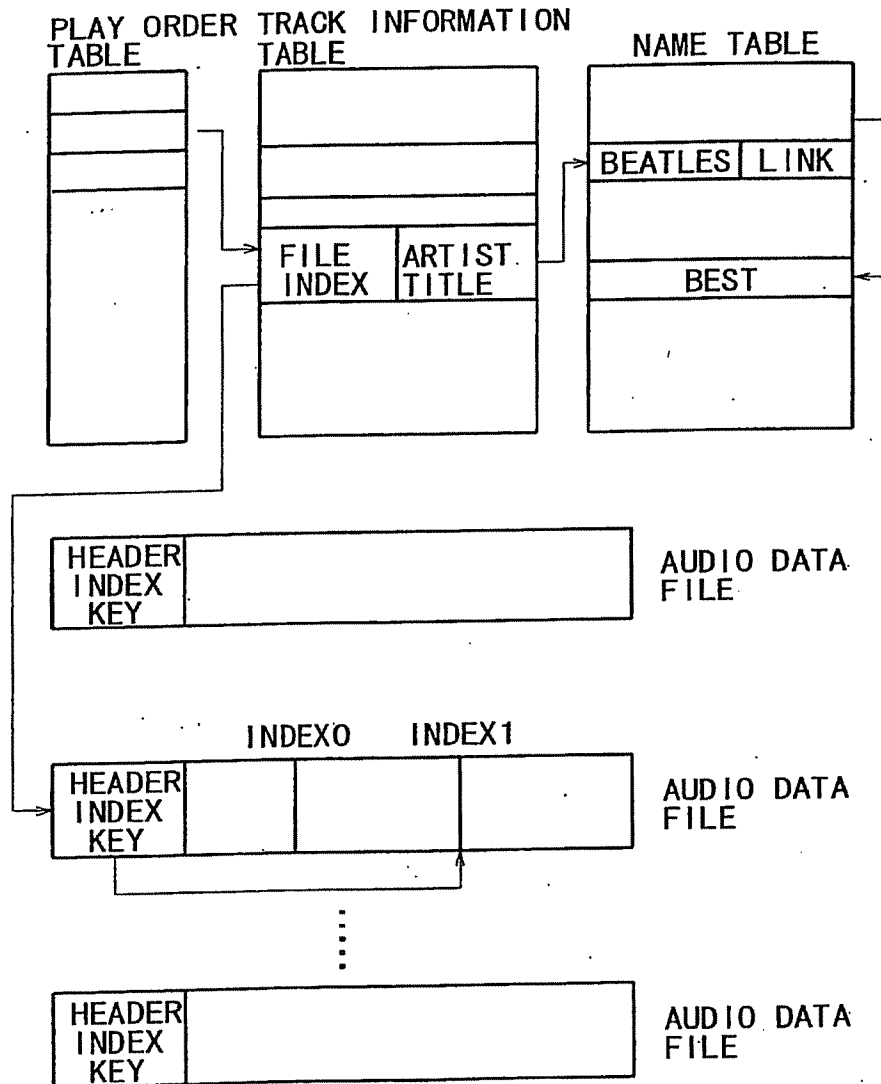 PLAY ORDER TABLE
TRACK INFORMATION TABLE
NAME TABLE
BEATLES LINK
FILE INDEX
ARTIST TITLE
BEST
HEADER INDEX KEY
AUDIO DATA FILE
INDEX0 INDEX1
HEADER INDEX KEY
AUDIO DATA FILE
HEADER INDEX KEY
AUDIO DATA FILE